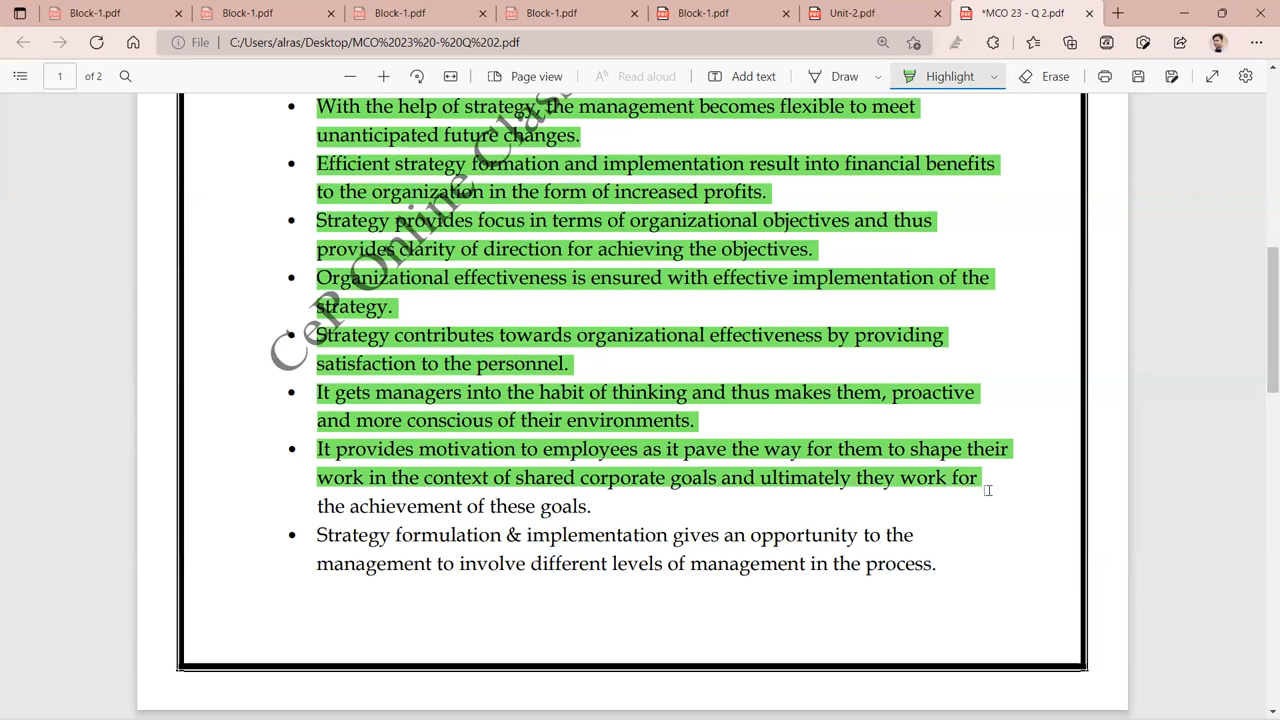 Block-1.pdf
Block-1.pdf
Block-1.pdf
Block-1.pdf
Block-1.pdf
Unit-2.pdf
*MCO 23 - Q 2.pdf
File
C:/Users/alras/Desktop/MCO%2023%20-%20Q%202.pdf
1 of 2
Page view
Read aloud
Add text
Draw
Highlight
Erase
• With the help of strategy, the management becomes flexible to meet
unanticipated future changes.
• Efficient strategy formation and implementation result into financial benefits
to the organization in the form of increased profits.
• Strategy provides focus in terms of organizational objectives and thus
provides clarity of direction for achieving the objectives.
• Organizational effectiveness is ensured with effective implementation of the
strategy.
• Strategy contributes towards organizational effectiveness by providing
satisfaction to the personnel.
• It gets managers into the habit of thinking and thus makes them, proactive
and more conscious of their environments.
• It provides motivation to employees as it pave the way for them to shape their
work in the context of shared corporate goals and ultimately they work for
the achievement of these goals.
• Strategy formulation & implementation gives an opportunity to the
management to involve different levels of management in the process.
CeP Online